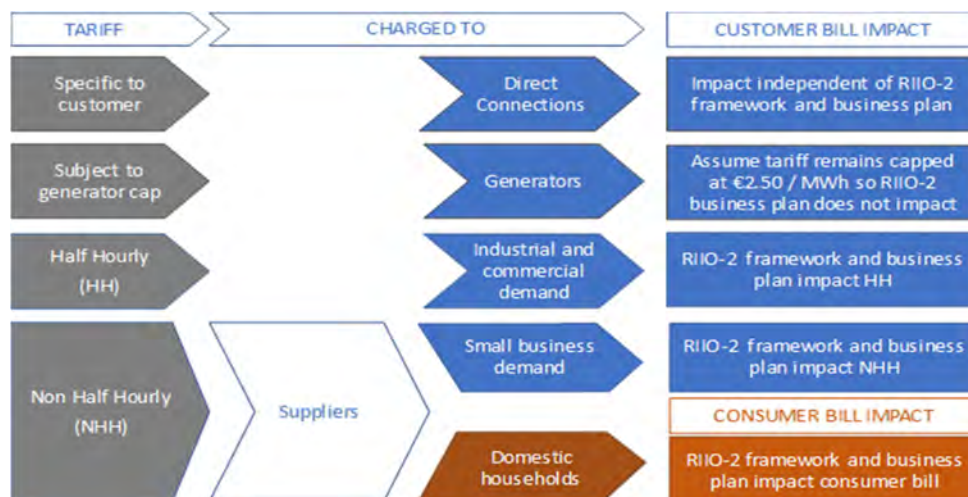 TARIFF
CHARGED TO
CUSTOMER BILL IMPACT
Specific to
customer
Direct
Connections
Impact independent of RIIO-2
framework and business plan
Subject to
generator cap
Generators
Assume tariff remains capped
at €2.50 / MWh so RIIO-2
business plan does not impact
Half Hourly
(HH)
Industrial and
commercial
demand
RIIO-2 framework and business
plan impact HH
Non Half Hourly
(NHH)
Suppliers
Small business
demand
RIIO-2 framework and business
plan impact NHH
CONSUMER BILL IMPACT
Domestic
households
RIIO-2 framework and business
plan impact consumer bill